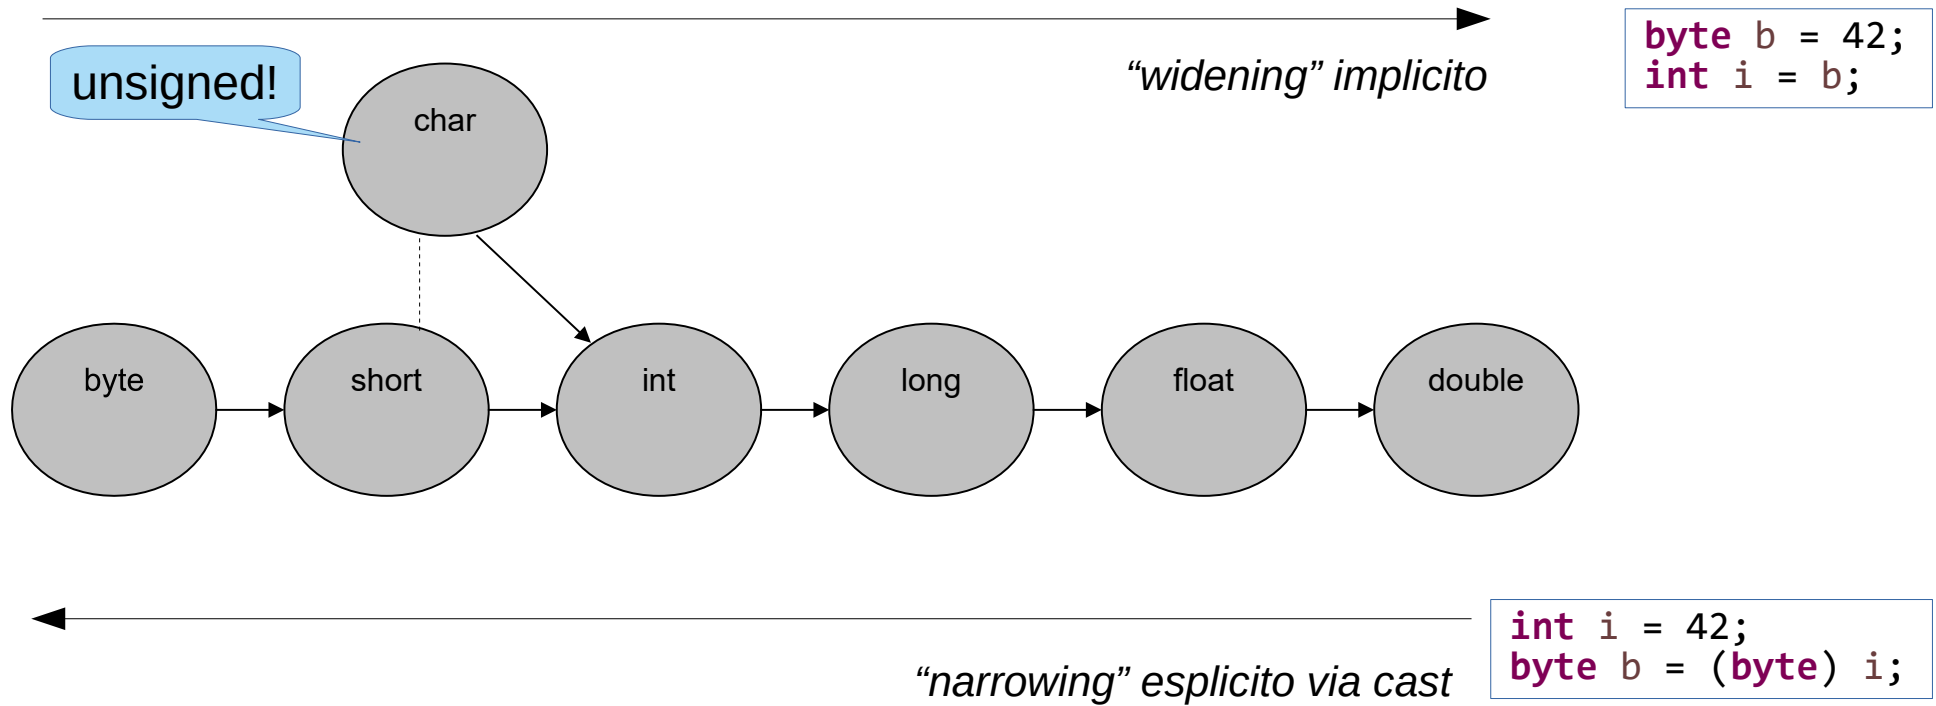 “widening” implicito
byte b = 42;
int i = b;
unsigned!
char
byte
short
int
long
float
double
int i = 42;
byte b = (byte) i;
“narrowing” esplicito via cast